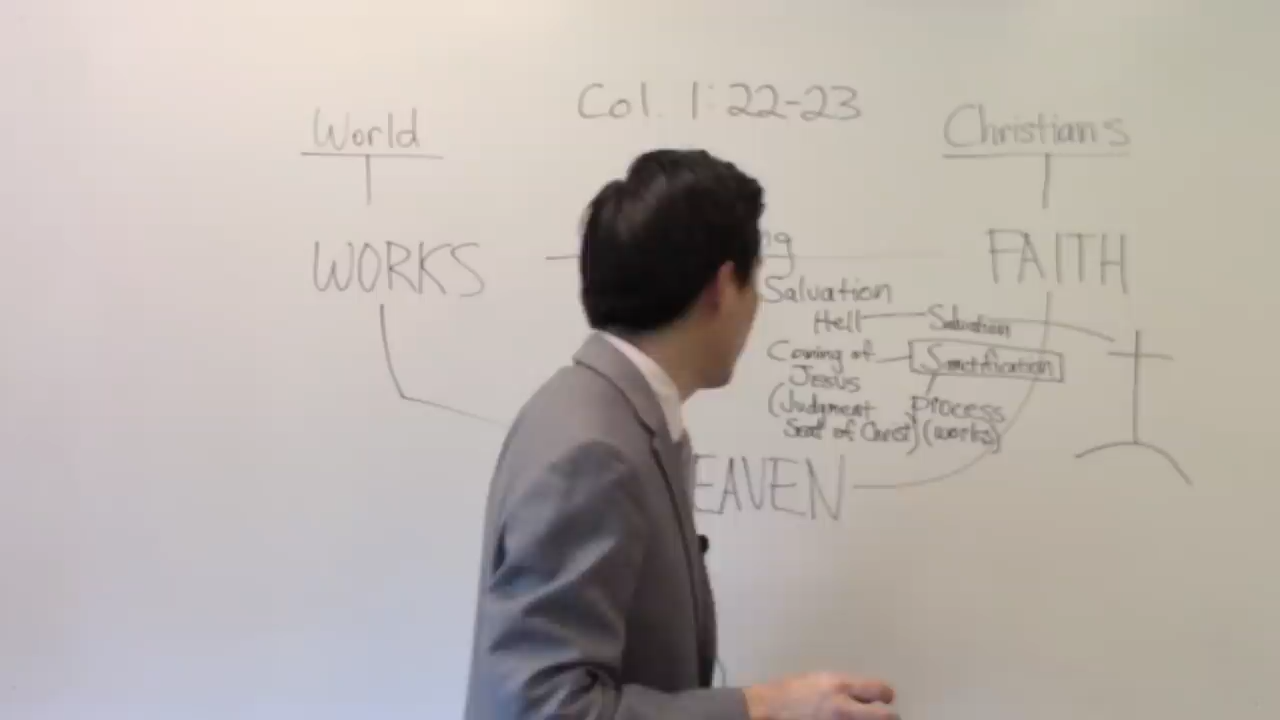 Col. 1:22-23
World
Christians
WORKS
FAITH
Salvation
Hell
Salvation
Coming of
Jesus
(Judgment
Seat of Christ)
Sanctification
process
(works)
EAVEN